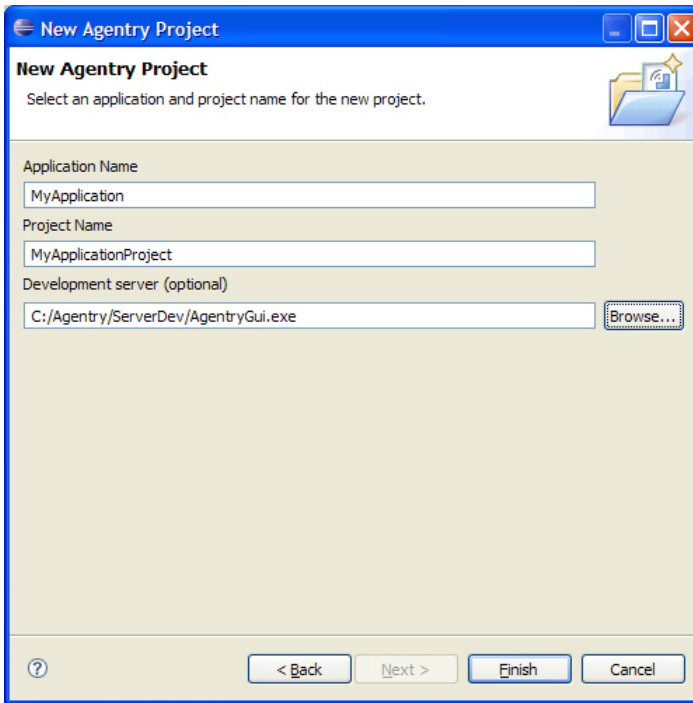 New Agentry Project
New Agentry Project
Select an application and project name for the new project.
Application Name
MyApplication
Project Name
MyApplicationProject
Development server (optional)
C:/Agentry/ServerDev/AgentryGui.exe
Browse...
? < Back Next > Finish Cancel